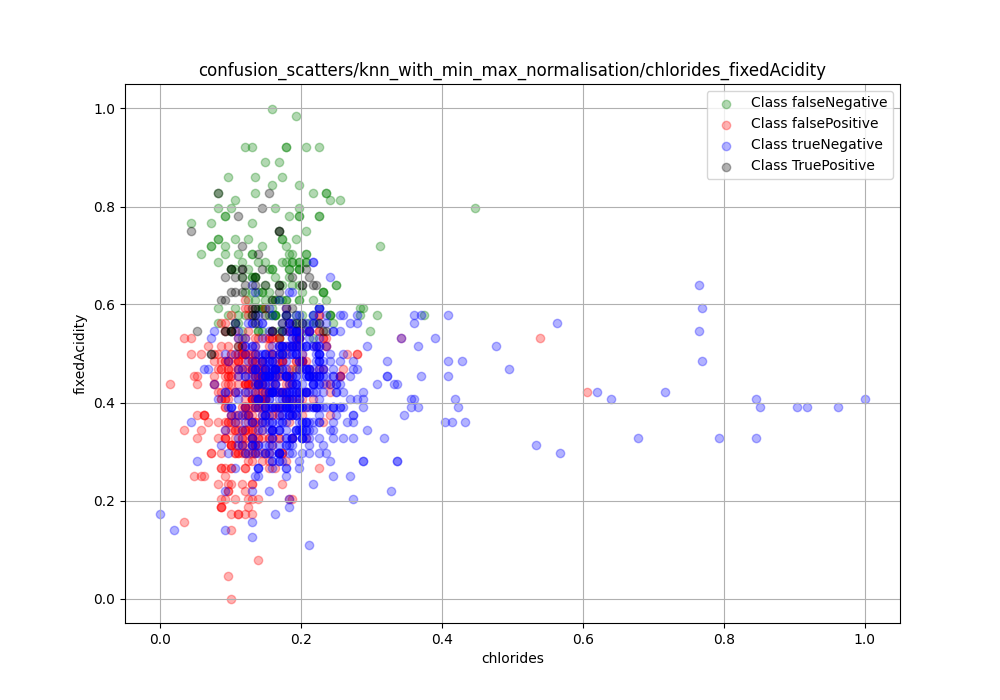 confusion_scatters/knn_with_min_max_normalisation/chlorides_fixedAcidity
Class falseNegative
Class falsePositive
Class trueNegative
Class TruePositive
1.0
0.8
0.6
0.4
0.2
0.0
fixedAcidity
0.0 0.2 0.4 0.6 0.8 1.0
chlorides